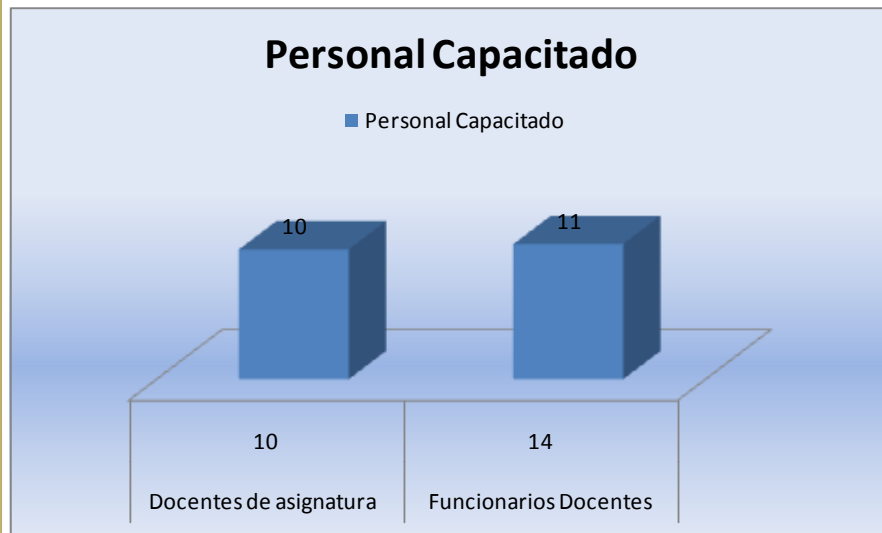 Personal Capacitado
Personal Capacitado
10 11
10 14
Docentes de asignatura Funcionarios Docentes